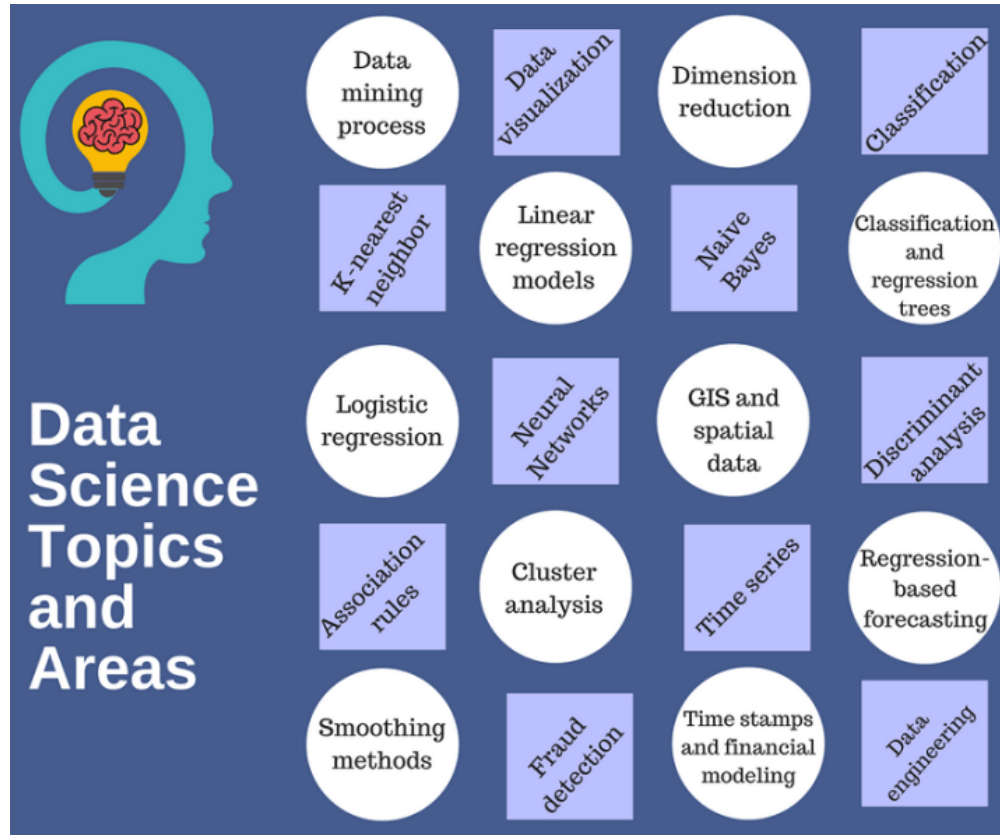 Data
Science
Topics
and
Areas
Data
mining
process
Data
visualization
Dimension
reduction
Classification
K-nearest
neighbor
Linear
regression
models
Naive
Bayes
Classification
and
regression
trees
Logistic
regression
Neural
Networks
GIS and
spatial
data
Discriminant
analysis
Association
rules
Cluster
analysis
Time series
Regression-
based
forecasting
Smoothing
methods
Fraud
detection
Time stamps
and financial
modeling
Data
engineering